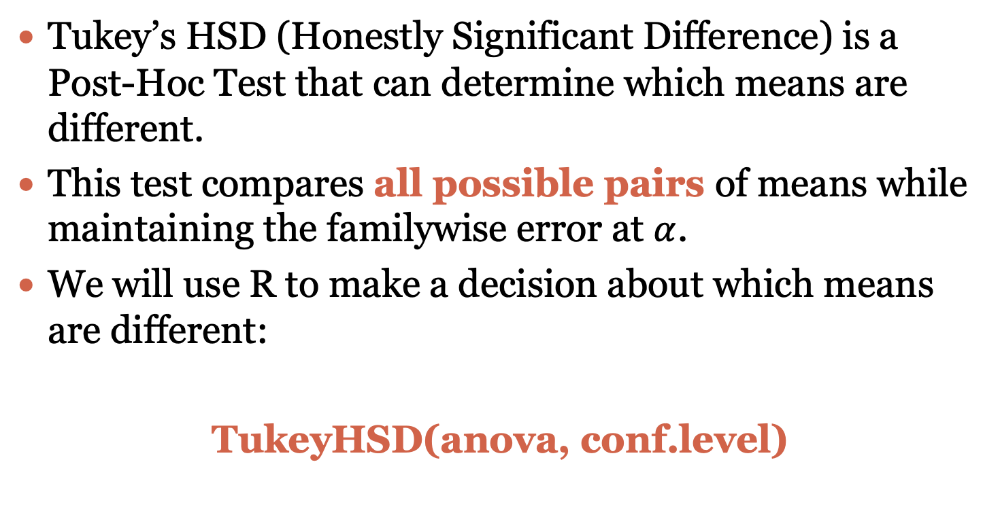 • Tukey’s HSD (Honestly Significant Difference) is a
Post-Hoc Test that can determine which means are
different.
• This test compares all possible pairs of means while
maintaining the familywise error at α.
• We will use R to make a decision about which means
are different:
TukeyHSD(anova, conf.level)